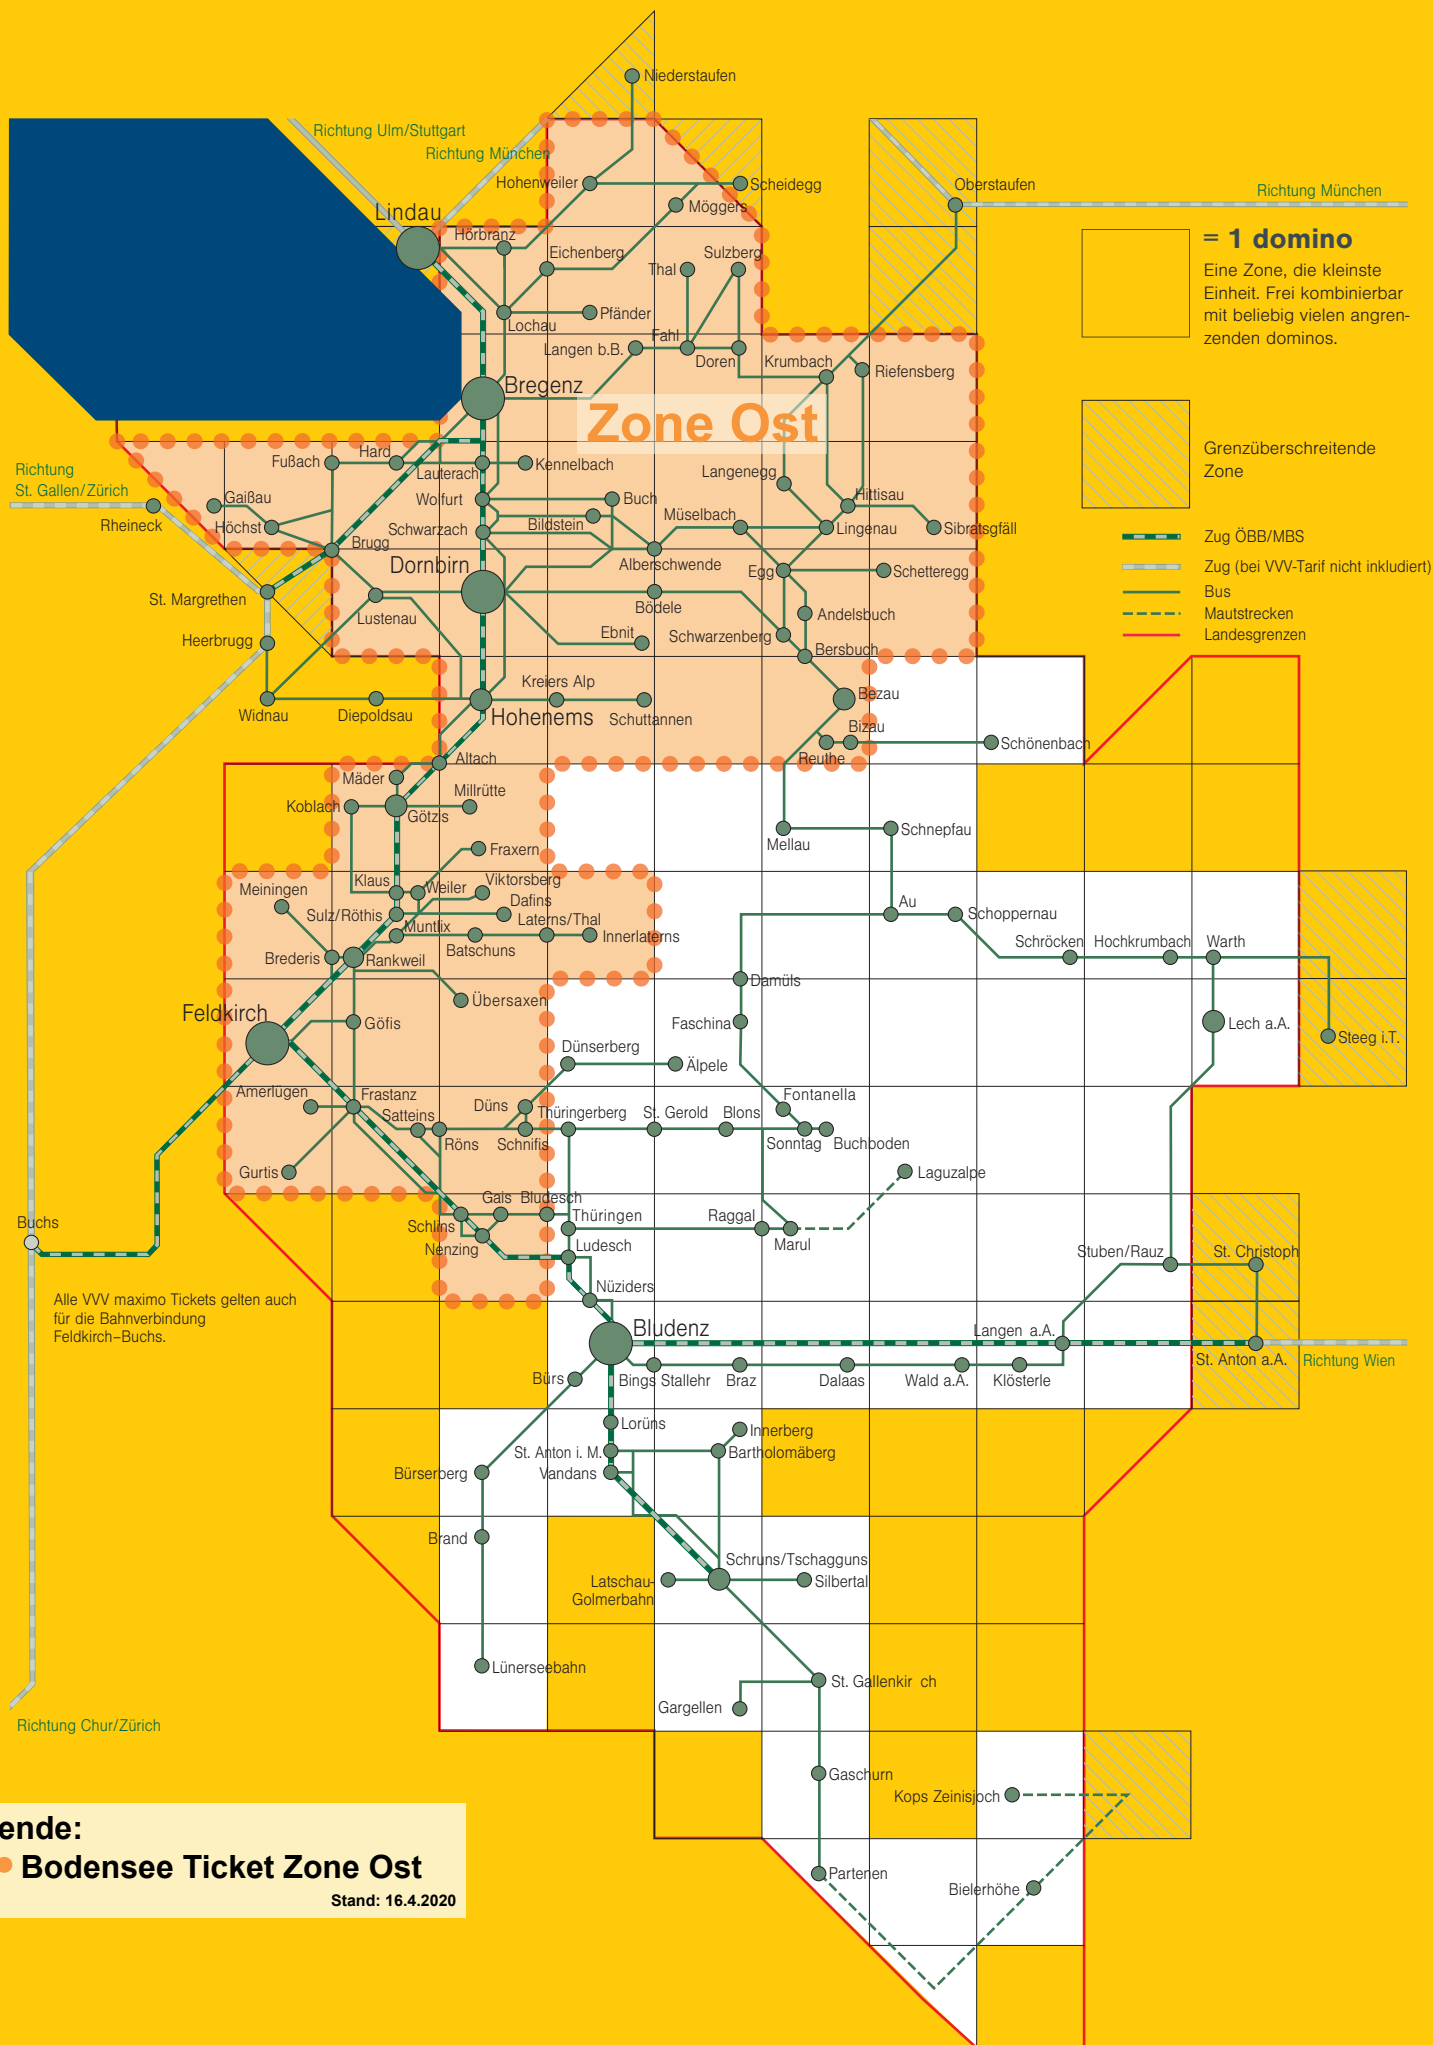 Niederstaufen
Richtung Ulm/Stuttgart
Richtung München
Hohenweiler
Scheidegg
Oberstaufen
Richtung München
Möggers
Lindau
Hörbranz
Eichenberg
Sulzberg
Thal
= 1 domino
Eine Zone, die kleinste
Einheit. Frei kombinierbar
mit beliebig vielen angren-
zenden dominos.
Pfänder
Lochau
Fahl
Langen b.B.
Doren
Krumbach
Riefensberg
Bregenz
Zone Ost
Grenzüberschreitende
Zone
Richtung
St. Gallen/Zürich
Fußach
Hard
Lauterach
Kennelbach
Langenegg
Gaißau
Wolfurt
Buch
Hittisau
Rheineck
Höchst
Schwarzach
Bildstein
Müselbach
Lingenau
Sibratsgfäll
Zug ÖBB/MBS
Brugg
Dornbirn
Alberschwende
Egg
Schetteregg
Zug (bei VVV-Tarif nicht inkludiert)
Bus
St. Margrethen
Lustenau
Bödele
Andelsbuch
Mautstrecken
Heerbrugg
Ebnit
Schwarzenberg
Landesgrenzen
Bersbuch
Kreiers Alp
Bezau
Widnau
Diepoldsau
Hohenems
Schuttannen
Bizau
Schönenbach
Altach
Reuthe
Mäder
Millrütte
Koblach
Götzis
Mellau
Schnepfau
Fraxern
Klaus
Weiler
Viktorsberg
Meiningen
Dafins
Au
Schoppernau
Sulz/Röthis
Muntlix
Laterns/Thal
Innerlaterns
Batschuns
Schröcken
Hochkrumbach
Warth
Brederis
Rankweil
Damüls
Übersaxen
Feldkirch
Göfis
Faschina
Lech a.A.
Steeg i.T.
Dünserberg
Älpele
Amerlügen
Frastanz
Düns
Fontanella
Satteins
Thüringerberg
St. Gerold
Blons
Röns
Schnifis
Sonntag
Buchboden
Gurtis
Laguzalpe
Gais
Bludesch
Buchs
Schlins
Thüringen
Raggal
Marul
Nenzing
Ludesch
Stuben/Rauz
St. Christoph
Nüziders
Alle VVV maximo Tickets gelten auch
für die Bahnverbindung
Feldkirch–Buchs.
Bludenz
Langen a.A.
St. Anton a.A.
Richtung Wien
Bürs
Bings
Stallehr
Braz
Dalaas
Wald a.A.
Klösterle
Lorüns
Innerberg
St. Anton i. M.
Bartholomäberg
Bürserberg
Vandans
Brand
Schruns/Tschagguns
Latschau-
Golmerbahn
Silbertal
Lünerseebahn
St. Gallenkir ch
Gargellen
Richtung Chur/Zürich
Gaschurn
Kops Zeinisjoch
ende:
Bodensee Ticket Zone Ost
Stand: 16.4.2020
Partenen
Bielerhöhe